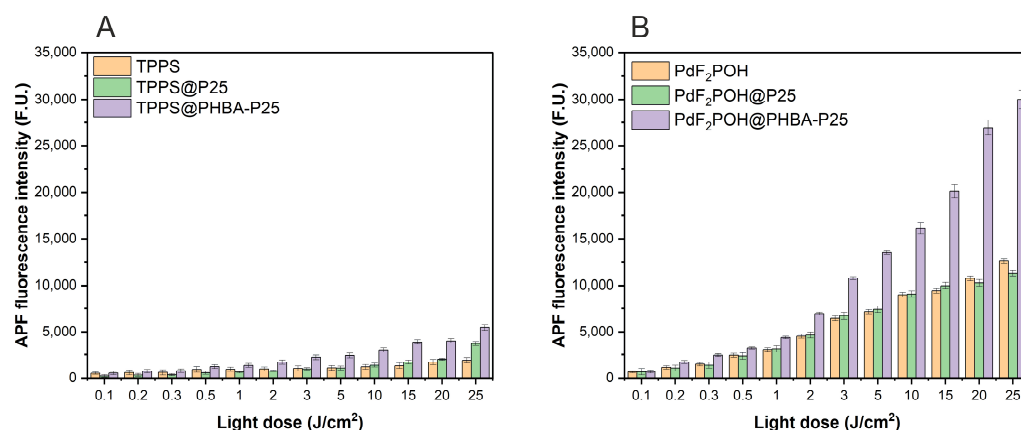 A
35,000
30,000
25,000
20,000
15,000
10,000
5,000
0
APF fluorescence intensity (F.U.)
TPPS
TPPS@P25
TPPS@PHBA-P25
0.1 0.2 0.3 0.5 1 2 3 5 10 15 20 25
Light dose (J/cm²)
B
35,000
30,000
25,000
20,000
15,000
10,000
5,000
0
APF fluorescence intensity (F.U.)
PdF₂POH
PdF₂POH@P25
PdF₂POH@PHBA-P25
0.1 0.2 0.3 0.5 1 2 3 5 10 15 20 25
Light dose (J/cm²)